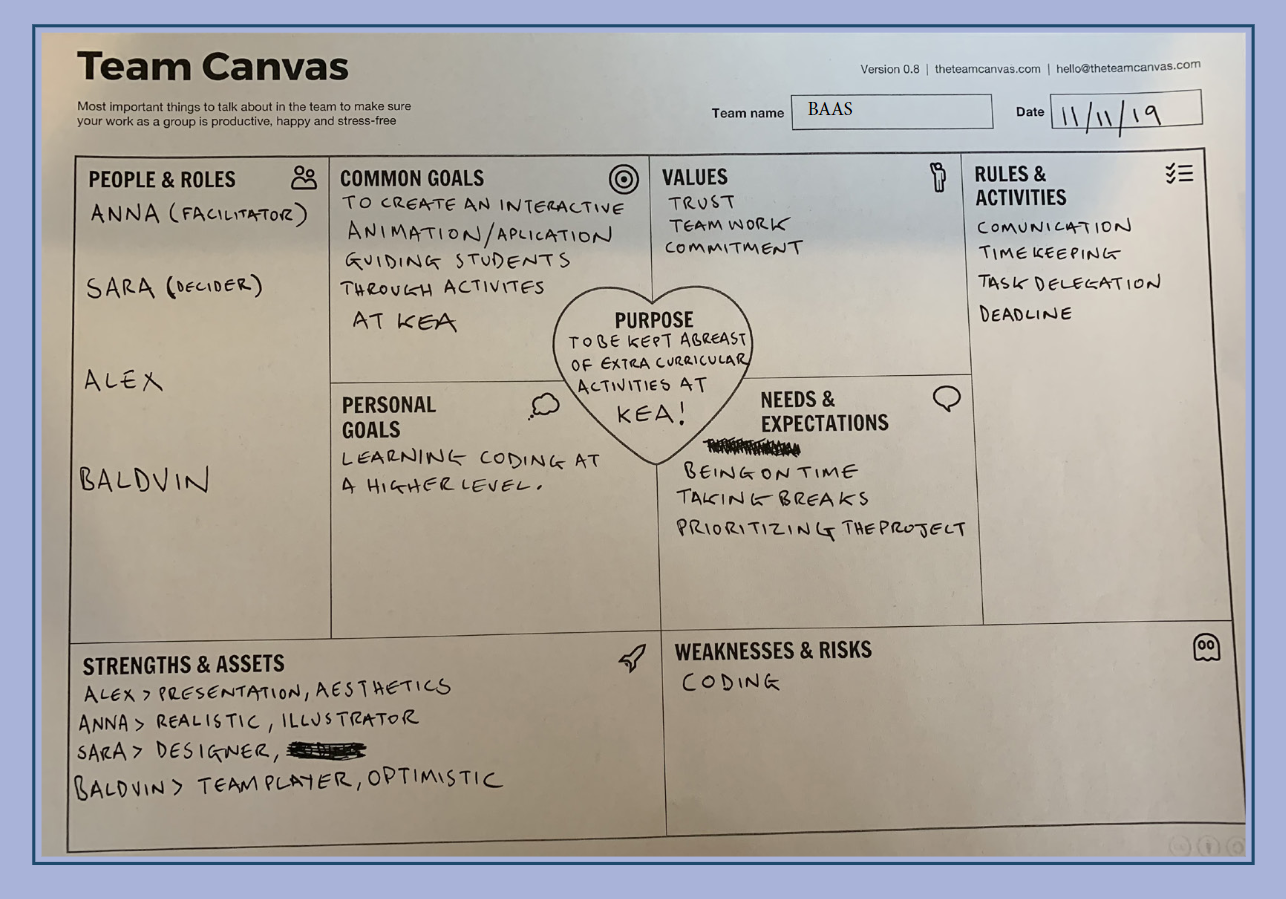 Team Canvas
Most important things to talk about in the team to make sure
your work as a group is productive, happy and stress-free
Version 0.8 | theteamcanvas.com | hello@theteamcanvas.com
Team name BAAS
Date 11/11/19
PEOPLE & ROLES
ANNA (FACILITATOR)
SARA (DECIDER)
ALEX
BALDVIN
COMMON GOALS
TO CREATE AN INTERACTIVE
ANIMATION/APLICATION
GUIDING STUDENTS
THROUGH ACTIVITES
AT KEA
VALUES
TRUST
TEAM WORK
COMMITMENT
RULES &
ACTIVITIES
COMUNICATION
TIME KEEPING
TASK DELEGATION
DEADLINE
PURPOSE
TO BE KEPT ABREAST
OF EXTRA CURRICULAR
ACTIVITIES AT
KEA!
PERSONAL
GOALS
LEARNING CODING AT
A HIGHER LEVEL.
NEEDS &
EXPECTATIONS
BEING ON TIME
TAKING BREAKS
PRIORITIZING THE PROJECT
STRENGTHS & ASSETS
ALEX > PRESENTATION, AESTHETICS
ANNA > REALISTIC, ILLUSTRATOR
SARA > DESIGNER,
BALDVIN > TEAM PLAYER, OPTIMISTIC
WEAKNESSES & RISKS
CODING